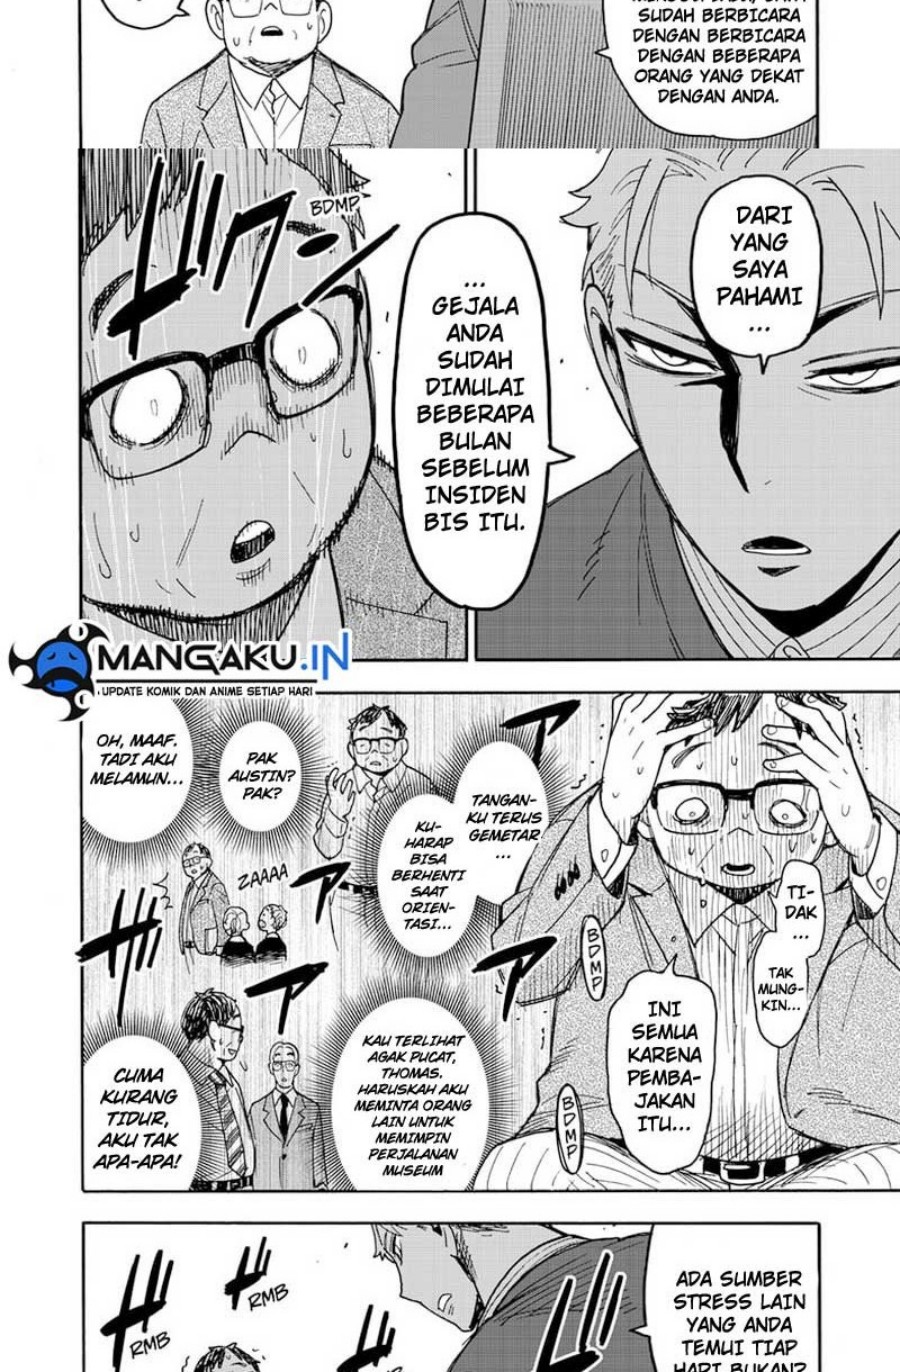 SUDAH BERBICARA
DENGAN BERBICARA
DENGAN BEBERAPA
ORANG YANG DEKAT
DENGAN ANDA.
DARI
YANG
SAYA
PAHAMI
...
BDMP
...
GEJALA
ANDA
SUDAH
DIMULAI
BEBERAPA
BULAN
SEBELUM
INSIDEN
BIS ITU.
MANGAKU.IN
UPDATE KOMIK DAN ANIME SETIAP HARI
TI-
DAK
...
TAK
MUNG-
KIN...
BDMP
INI
SEMUA
KARENA
PEMBA-
JAKAN
ITU...
BDMP
TANGAN-
KU TERUS
GEMETAR
...
KU-
HARAP
BISA
BERHENTI
SAAT
ORIEN-
TASI...
PAK
AUSTIN?
PAK?
OH, MAAF.
TADI AKU
MELAMUN...
ZAAAA
KAU TERLIHAT
AGAK PUCAT,
THOMAS.
HARUSKAH AKU
MEMINTA ORANG
LAIN UNTUK
MEMIMPIN
PERJALANAN
MUSEUM
CUMA
KURANG
TIDUR,
AKU TAK
APA-APA!
ADA SUMBER
STRESS LAIN
YANG ANDA
TEMUI TIAP
HARI BUKAN?
RMB
RMB